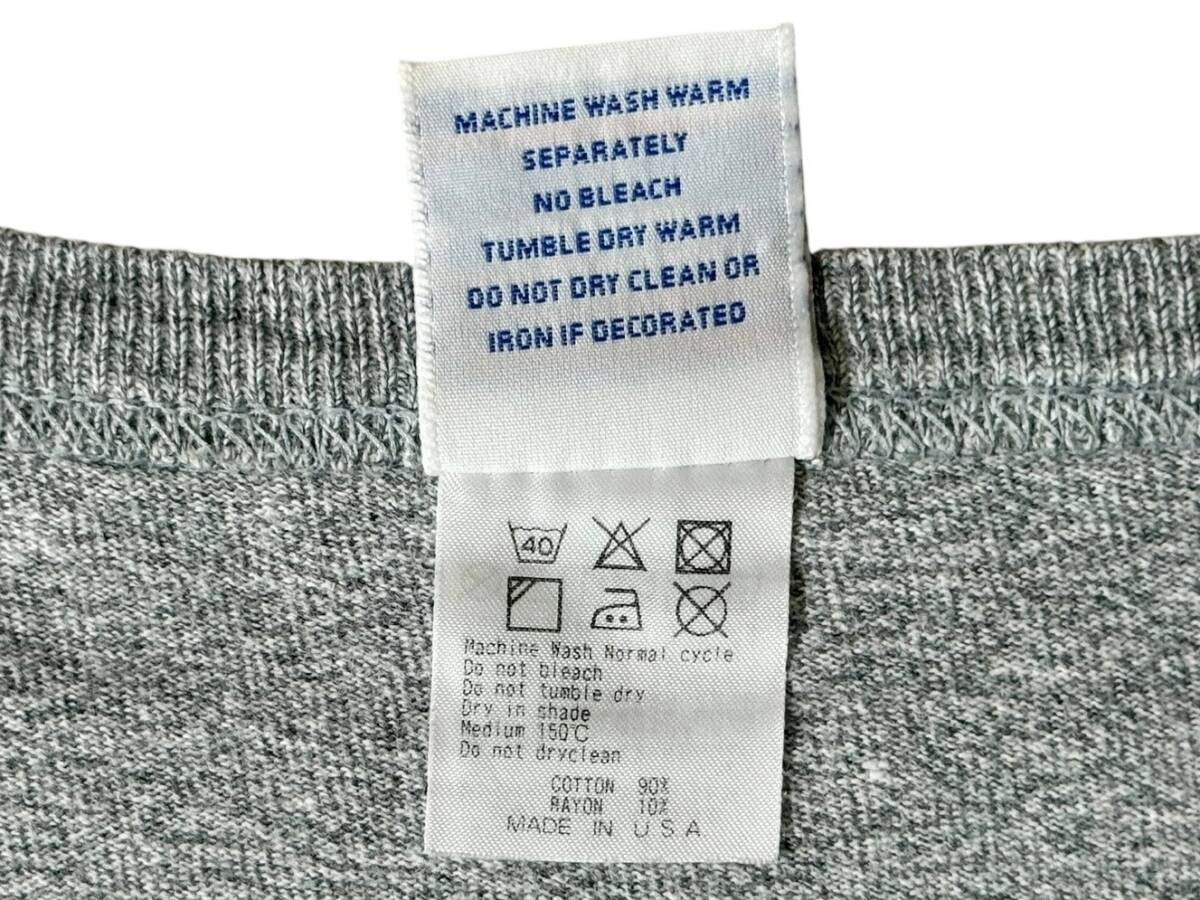 MACHINE WASH WARM
SEPARATELY
NO BLEACH
TUMBLE DRY WARM
DO NOT DRY CLEAN OR
IRON IF DECORATED
40
Machine Wash Normal cycle
Do not bleach
Do not tumble dry
Dry in shade
Medium 150℃
Do not dryclean
COTTON 90%
RAYON 10%
MADE IN U S A